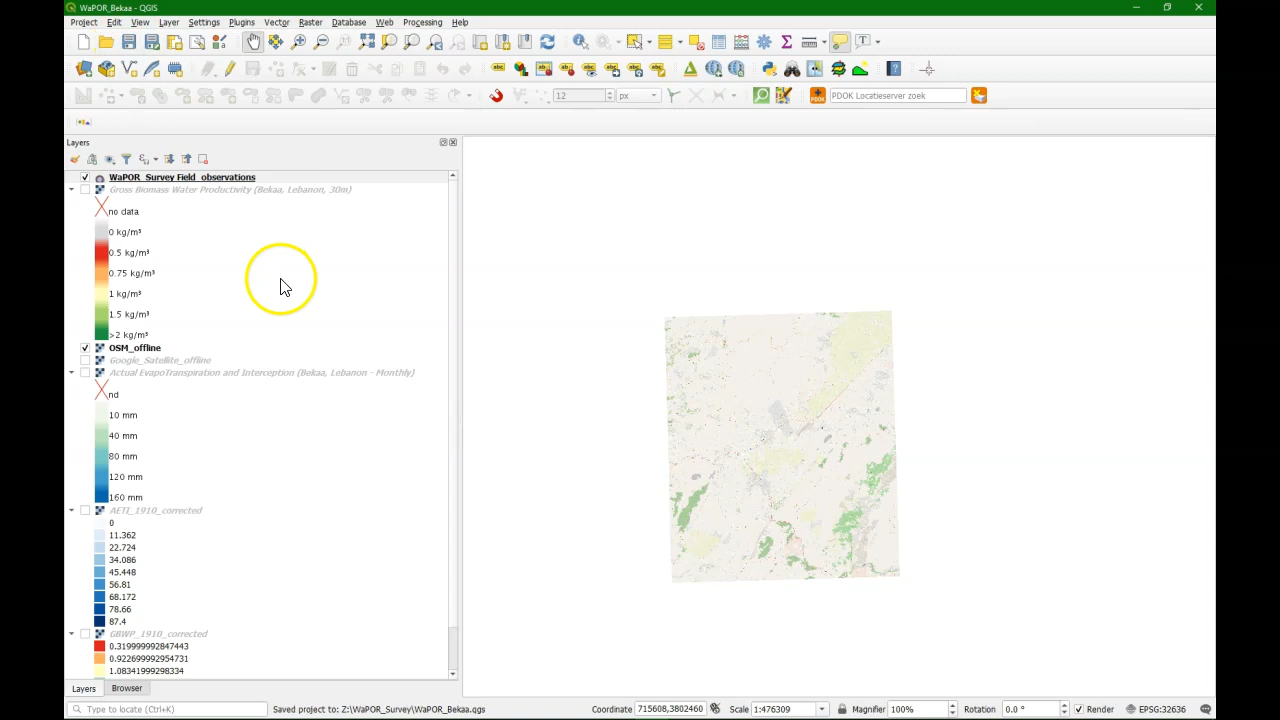 WaPOR_Bekaa - QGIS
Project Edit View Layer Settings Plugins Vector Raster Database Web Processing Help
12 px PDOK Locatieserver zoek
Layers
WaPOR_Survey Field_observations
Gross Biomass Water Productivity (Bekaa, Lebanon, 30m)
no data
0 kg/m³
0.5 kg/m³
0.75 kg/m³
1 kg/m³
1.5 kg/m³
>2 kg/m³
OSM_offline
Google_Satellite_offline
Actual EvapoTranspiration and Interception (Bekaa, Lebanon - Monthly)
nd
10 mm
40 mm
80 mm
120 mm
160 mm
AETI_1910_corrected
0
11.362
22.724
34.086
45.448
56.81
68.172
78.66
87.4
GBWP_1910_corrected
0.319999992847443
0.922699992954731
1.08341999298334
Layers Browser
Type to locate (Ctrl+K) Saved project to: Z:\WaPOR_Survey\WaPOR_Bekaa.qgs Coordinate 715608,3802460 Scale 1:476309 Magnifier 100% Rotation 0.0 ° Render EPSG:32636